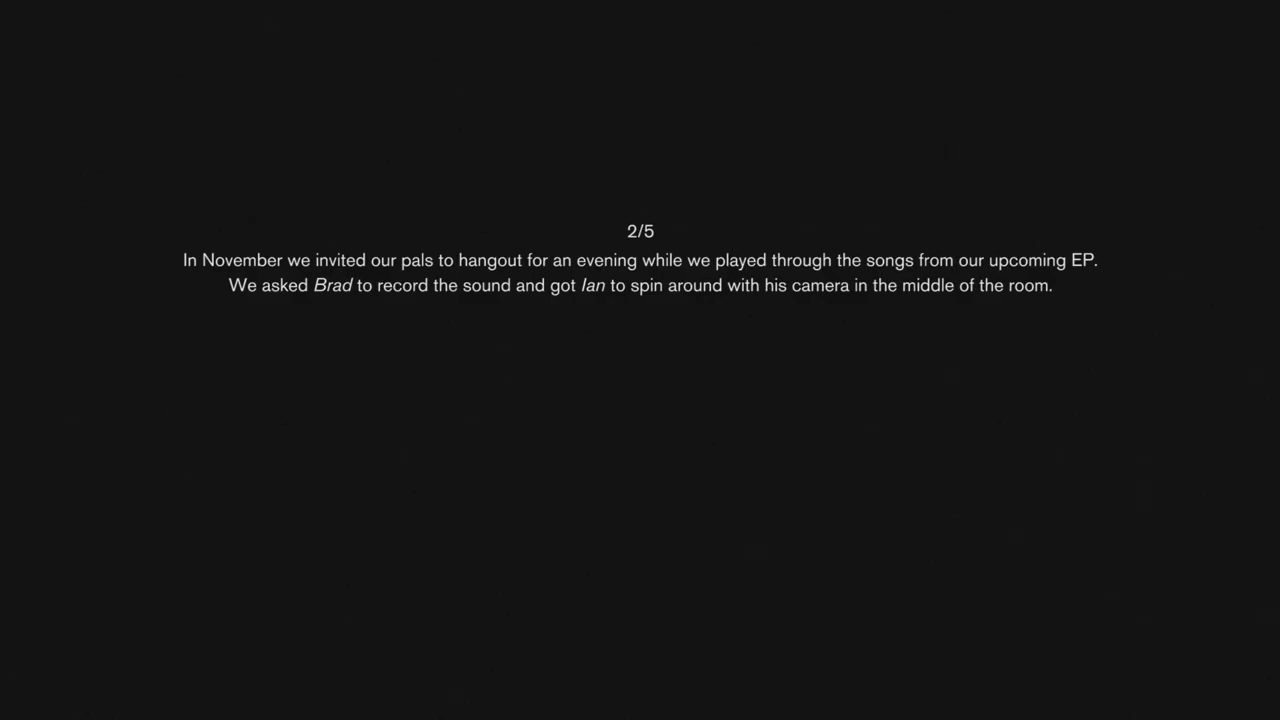 2/5
In November we invited our pals to hangout for an evening while we played through the songs from our upcoming EP.
We asked Brad to record the sound and got Ian to spin around with his camera in the middle of the room.